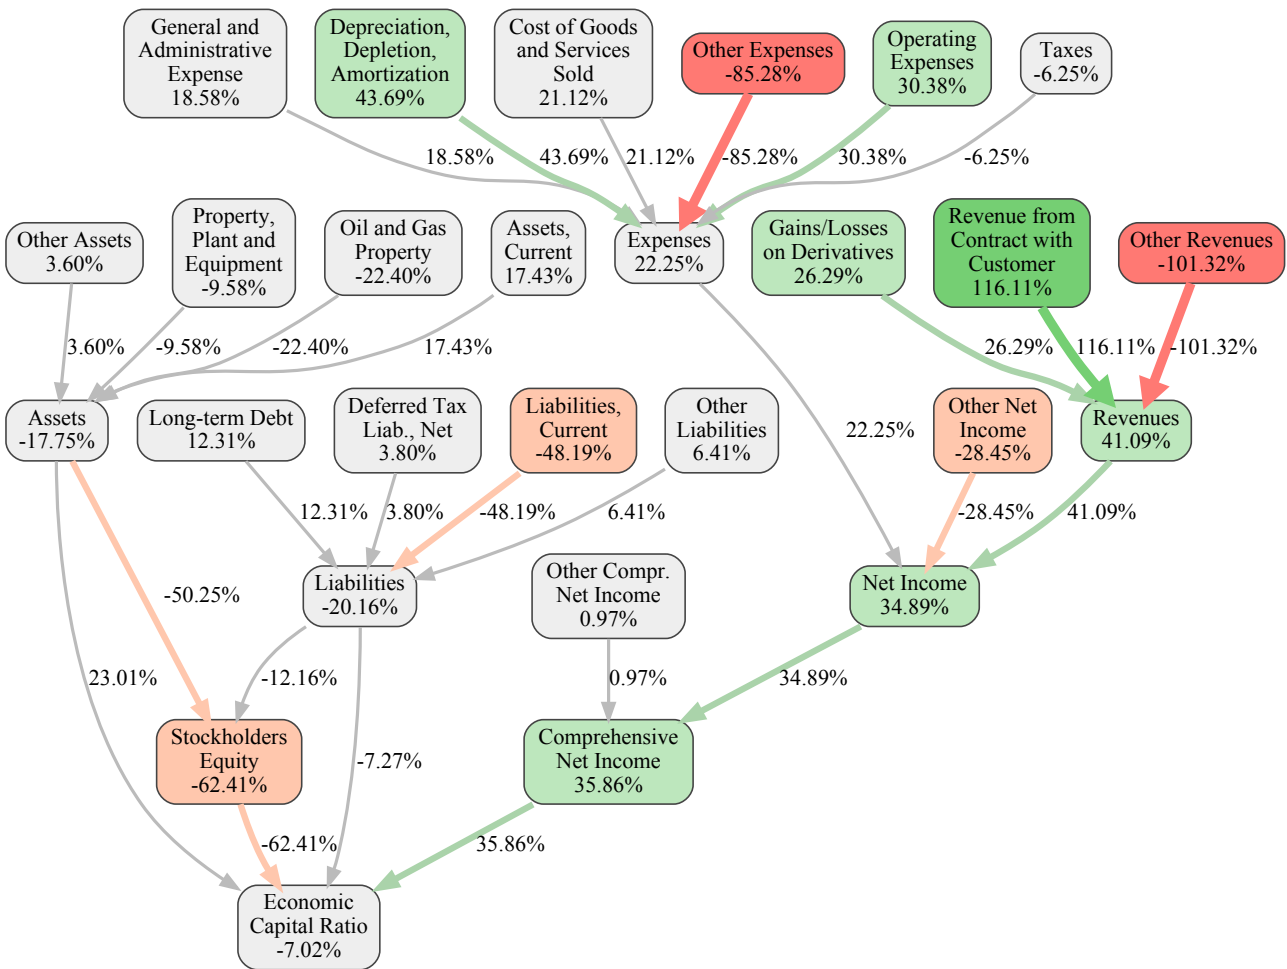 General and
Administrative
Expense
18.58%
Depreciation,
Depletion,
Amortization
43.69%
Cost of Goods
and Services
Sold
21.12%
Other Expenses
-85.28%
Operating
Expenses
30.38%
Taxes
-6.25%
18.58%
43.69%
21.12%
-85.28%
30.38%
-6.25%
Other Assets
3.60%
Property,
Plant and
Equipment
-9.58%
Oil and Gas
Property
-22.40%
Assets,
Current
17.43%
Expenses
22.25%
Gains/Losses
on Derivatives
26.29%
Revenue from
Contract with
Customer
116.11%
Other Revenues
-101.32%
3.60%
-9.58%
-22.40%
17.43%
26.29%
116.11%
-101.32%
Assets
-17.75%
Long-term Debt
12.31%
Deferred Tax
Liab., Net
3.80%
Liabilities,
Current
-48.19%
Other
Liabilities
6.41%
22.25%
Other Net
Income
-28.45%
Revenues
41.09%
12.31%
3.80%
-48.19%
6.41%
-28.45%
41.09%
-50.25%
Liabilities
-20.16%
Other Compr.
Net Income
0.97%
Net Income
34.89%
23.01%
-12.16%
0.97%
34.89%
Stockholders
Equity
-62.41%
-7.27%
Comprehensive
Net Income
35.86%
-62.41%
35.86%
Economic
Capital Ratio
-7.02%